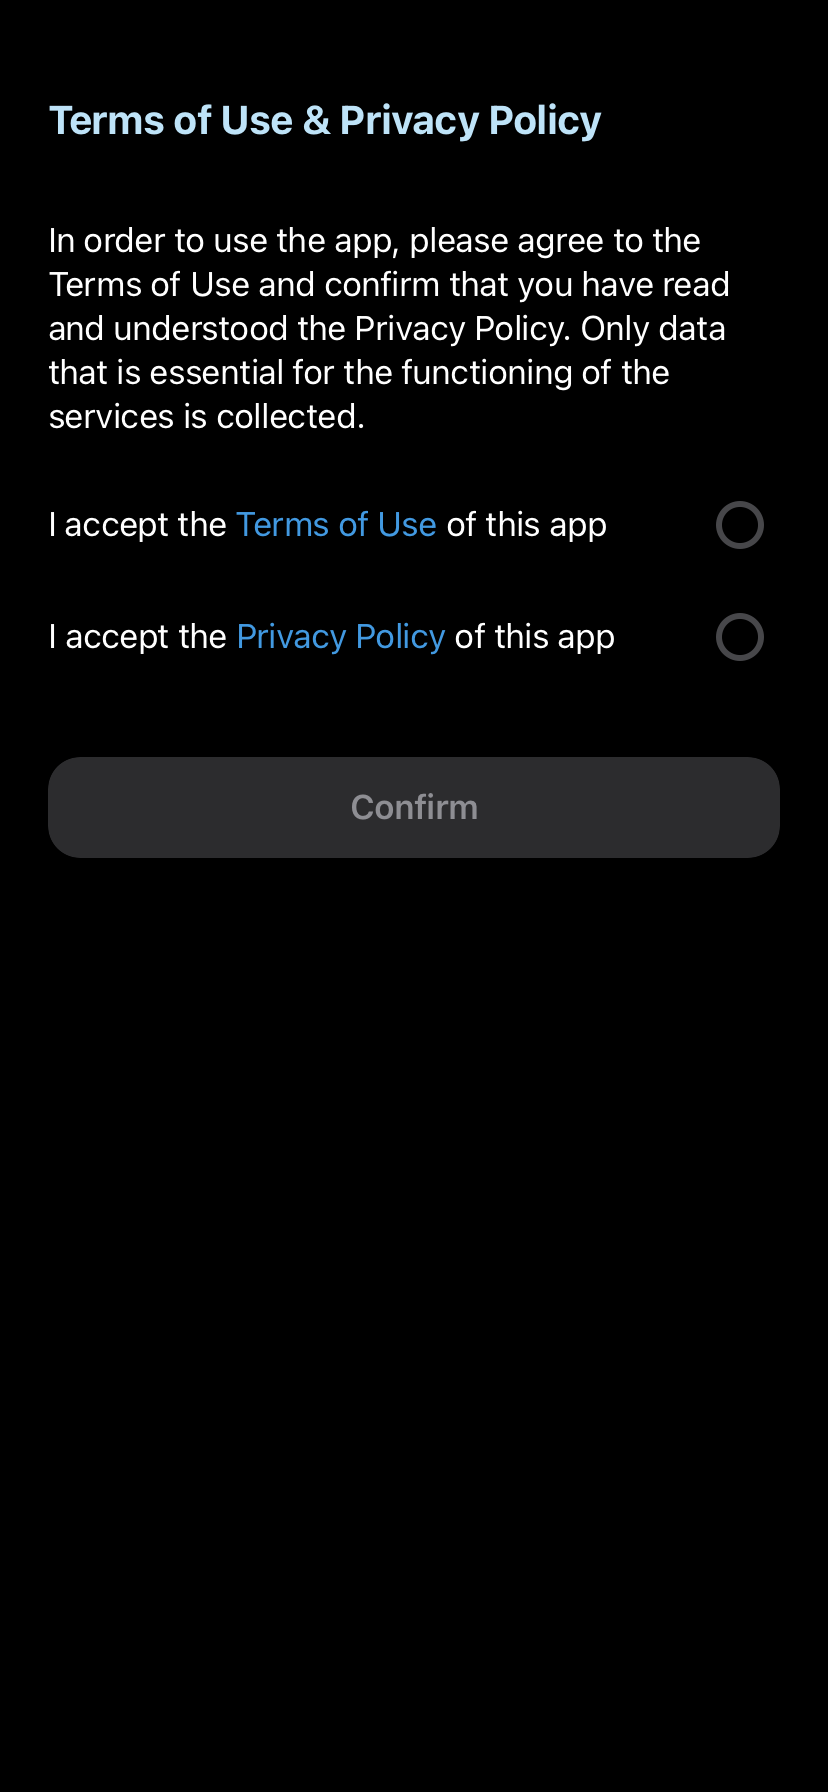 Terms of Use & Privacy Policy
In order to use the app, please agree to the
Terms of Use and confirm that you have read
and understood the Privacy Policy. Only data
that is essential for the functioning of the
services is collected.
I accept the Terms of Use of this app
I accept the Privacy Policy of this app
Confirm